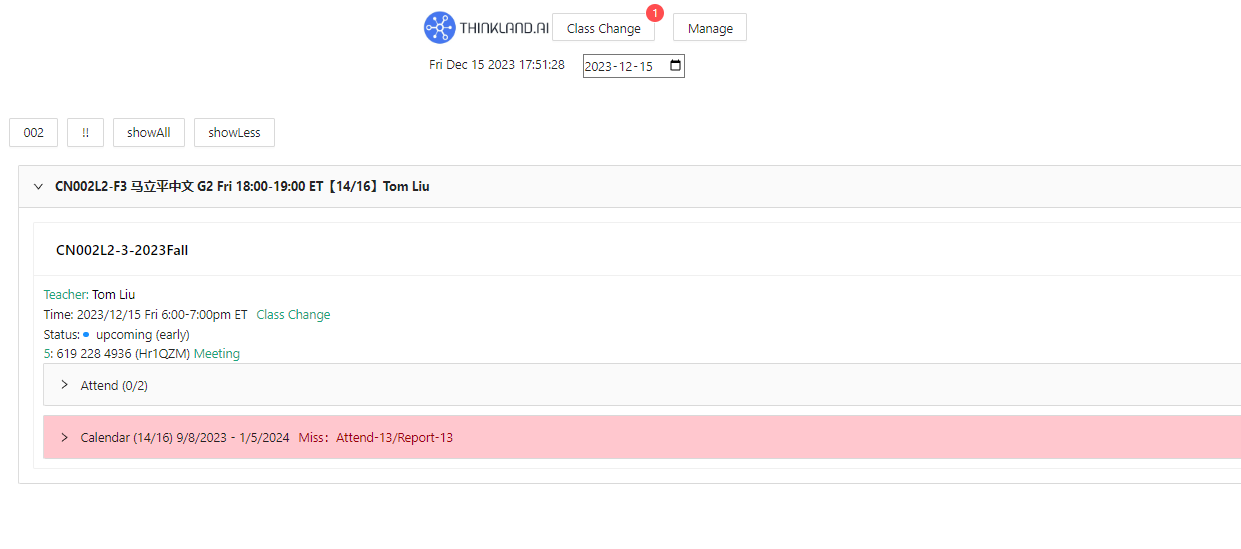 THINKLAND.AI Class Change 1 Manage
Fri Dec 15 2023 17:51:28 2023-12-15
002 !! showAll showLess
CN002L2-F3 马立平中文 G2 Fri 18:00-19:00 ET【14/16】Tom Liu
CN002L2-3-2023Fall
Teacher: Tom Liu
Time: 2023/12/15 Fri 6:00-7:00pm ET Class Change
Status: upcoming (early)
5: 619 228 4936 (Hr1QZM) Meeting
Attend (0/2)
Calendar (14/16) 9/8/2023 - 1/5/2024 Miss：Attend-13/Report-13